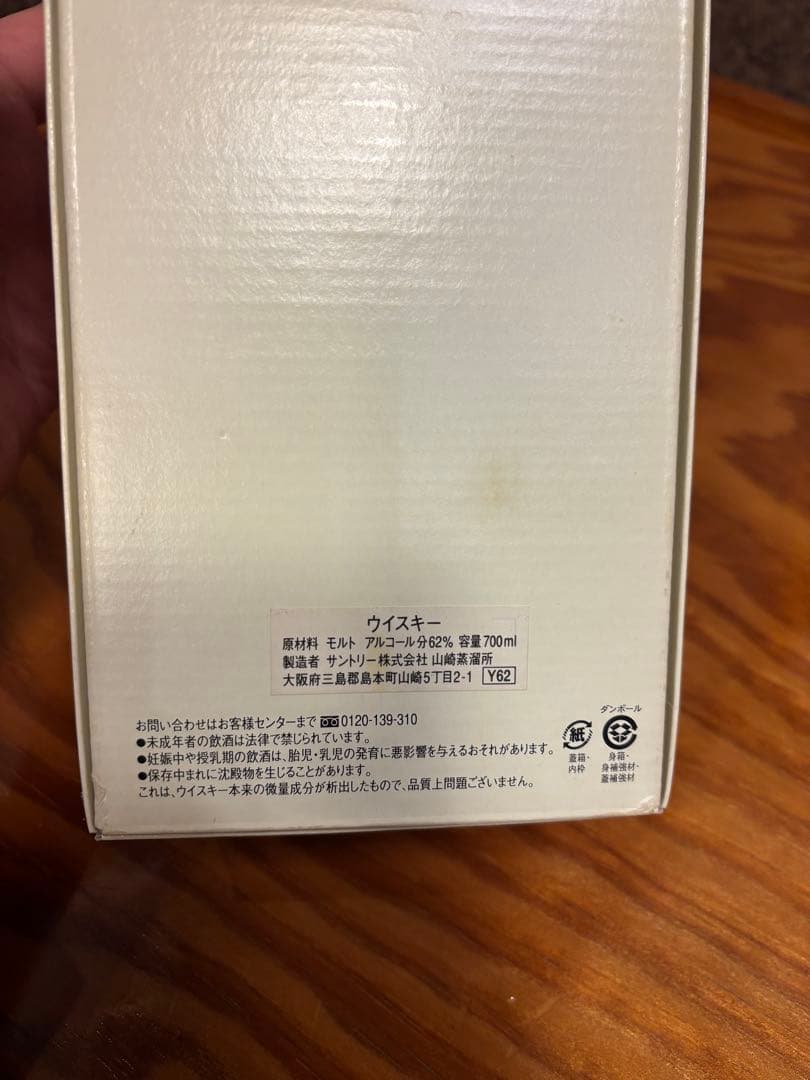 ウイスキー
原材料 モルト アルコール分62% 容量700ml
製造者 サントリー株式会社 山崎蒸溜所
大阪府三島郡島本町山崎5丁目2-1 Y62
お問い合わせはお客様センターまで 0120-139-310
●未成年者の飲酒は法律で禁じられています。
●妊娠中や授乳期の飲酒は、胎児・乳児の発育に悪影響を与えるおそれがあります。
●保存中まれに沈殿物を生じることがあります。
これは、ウイスキー本来の微量成分が析出したもので、品質上問題ございません。
紙
蓋箱・
内枠
ダンボール
身箱・
身補強材・
蓋補強材